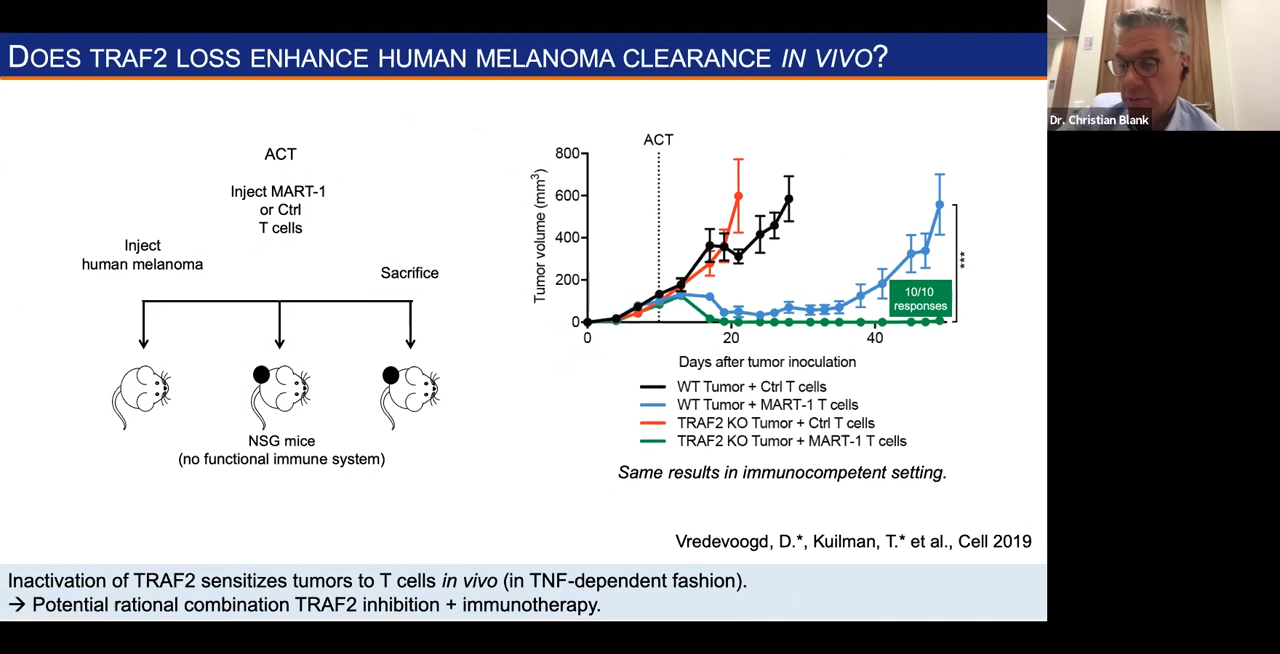 DOES TRAF2 LOSS ENHANCE HUMAN MELANOMA CLEARANCE IN VIVO?
Dr. Christian Blank
ACT
Inject MART-1
or Ctrl
T cells
Inject
human melanoma
Sacrifice
NSG mice
(no functional immune system)
ACT
Tumor volume (mm³)
800
600
400
200
0
0
20
40
***
10/10
responses
Days after tumor inoculation
WT Tumor + Ctrl T cells
WT Tumor + MART-1 T cells
TRAF2 KO Tumor + Ctrl T cells
TRAF2 KO Tumor + MART-1 T cells
Same results in immunocompetent setting.
Vredevoogd, D.*, Kuilman, T.* et al., Cell 2019
Inactivation of TRAF2 sensitizes tumors to T cells in vivo (in TNF-dependent fashion).
→ Potential rational combination TRAF2 inhibition + immunotherapy.